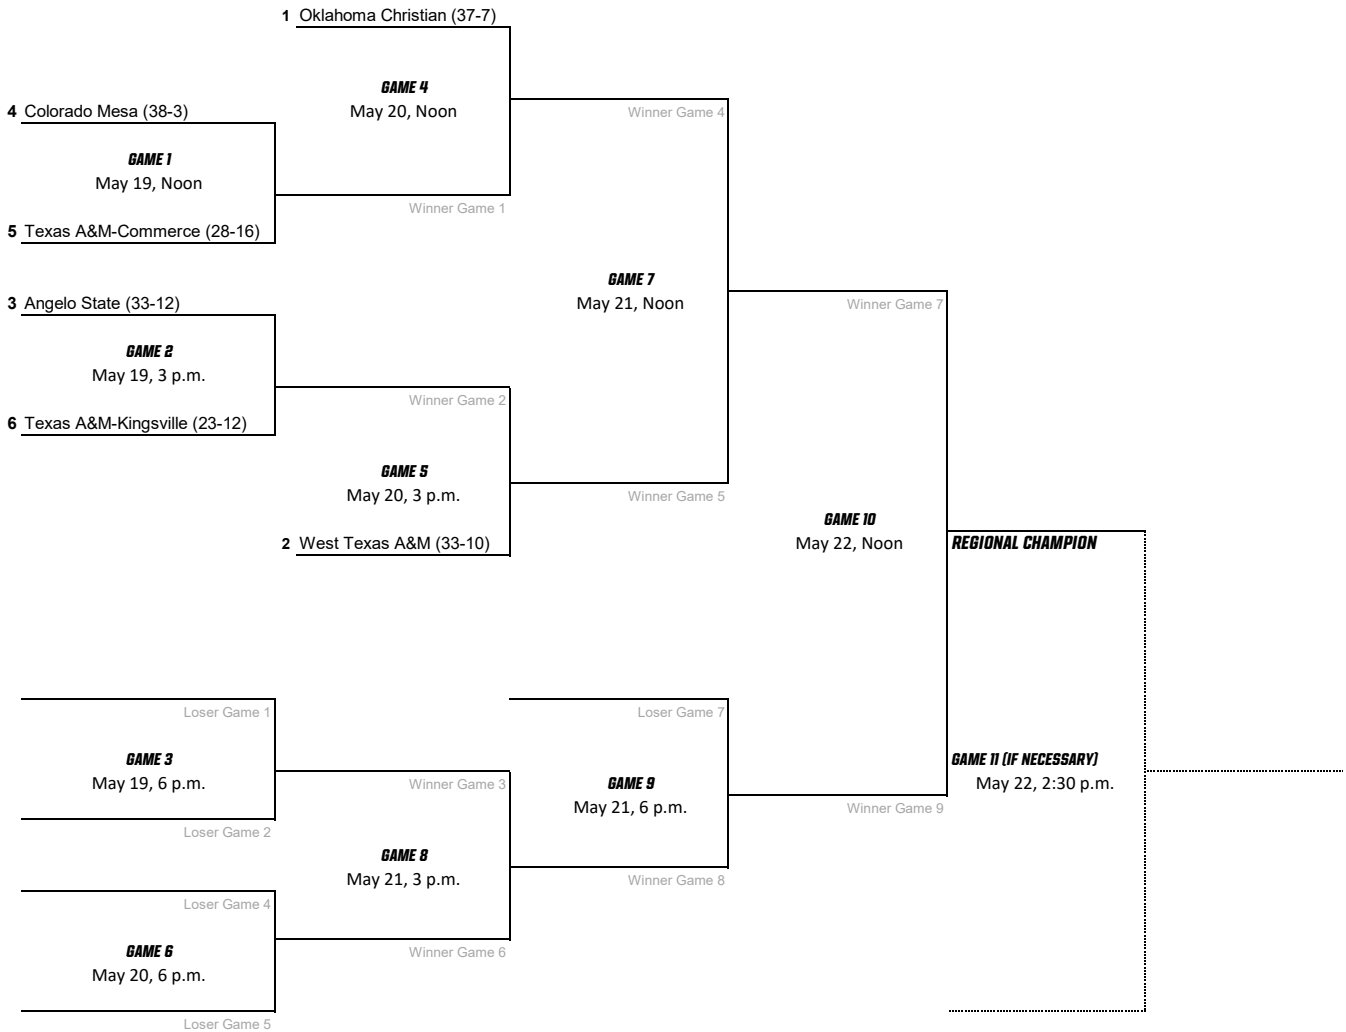 1 Oklahoma Christian (37-7)
GAME 4
May 20, Noon
4 Colorado Mesa (38-3)
Winner Game 4
GAME 1
May 19, Noon
Winner Game 1
5 Texas A&M-Commerce (28-16)
GAME 7
May 21, Noon
3 Angelo State (33-12)
Winner Game 7
GAME 2
May 19, 3 p.m.
Winner Game 2
6 Texas A&M-Kingsville (23-12)
GAME 5
May 20, 3 p.m.
Winner Game 5
GAME 10
May 22, Noon
2 West Texas A&M (33-10)
REGIONAL CHAMPION
Loser Game 1
Loser Game 7
GAME 3
May 19, 6 p.m.
Winner Game 3
GAME 9
May 21, 6 p.m.
GAME 11 (IF NECESSARY)
May 22, 2:30 p.m.
Winner Game 9
Loser Game 2
GAME 8
May 21, 3 p.m.
Winner Game 8
Loser Game 4
GAME 6
May 20, 6 p.m.
Winner Game 6
Loser Game 5